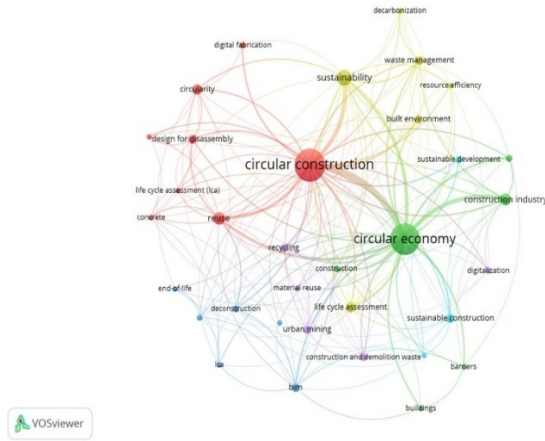 decarbonization
digital fabrication
waste management
sustainability
resource efficiency
circularity
built environment
design for disassembly
circular construction
sustainable development
life cycle assessment (lca)
construction industry
concrete
reuse
circular economy
recycling
construction
digitalization
end-of-life
material reuse
deconstruction
life cycle assessment
sustainable construction
urban mining
construction and demolition waste
lca
barriers
bim
buildings
VOSviewer